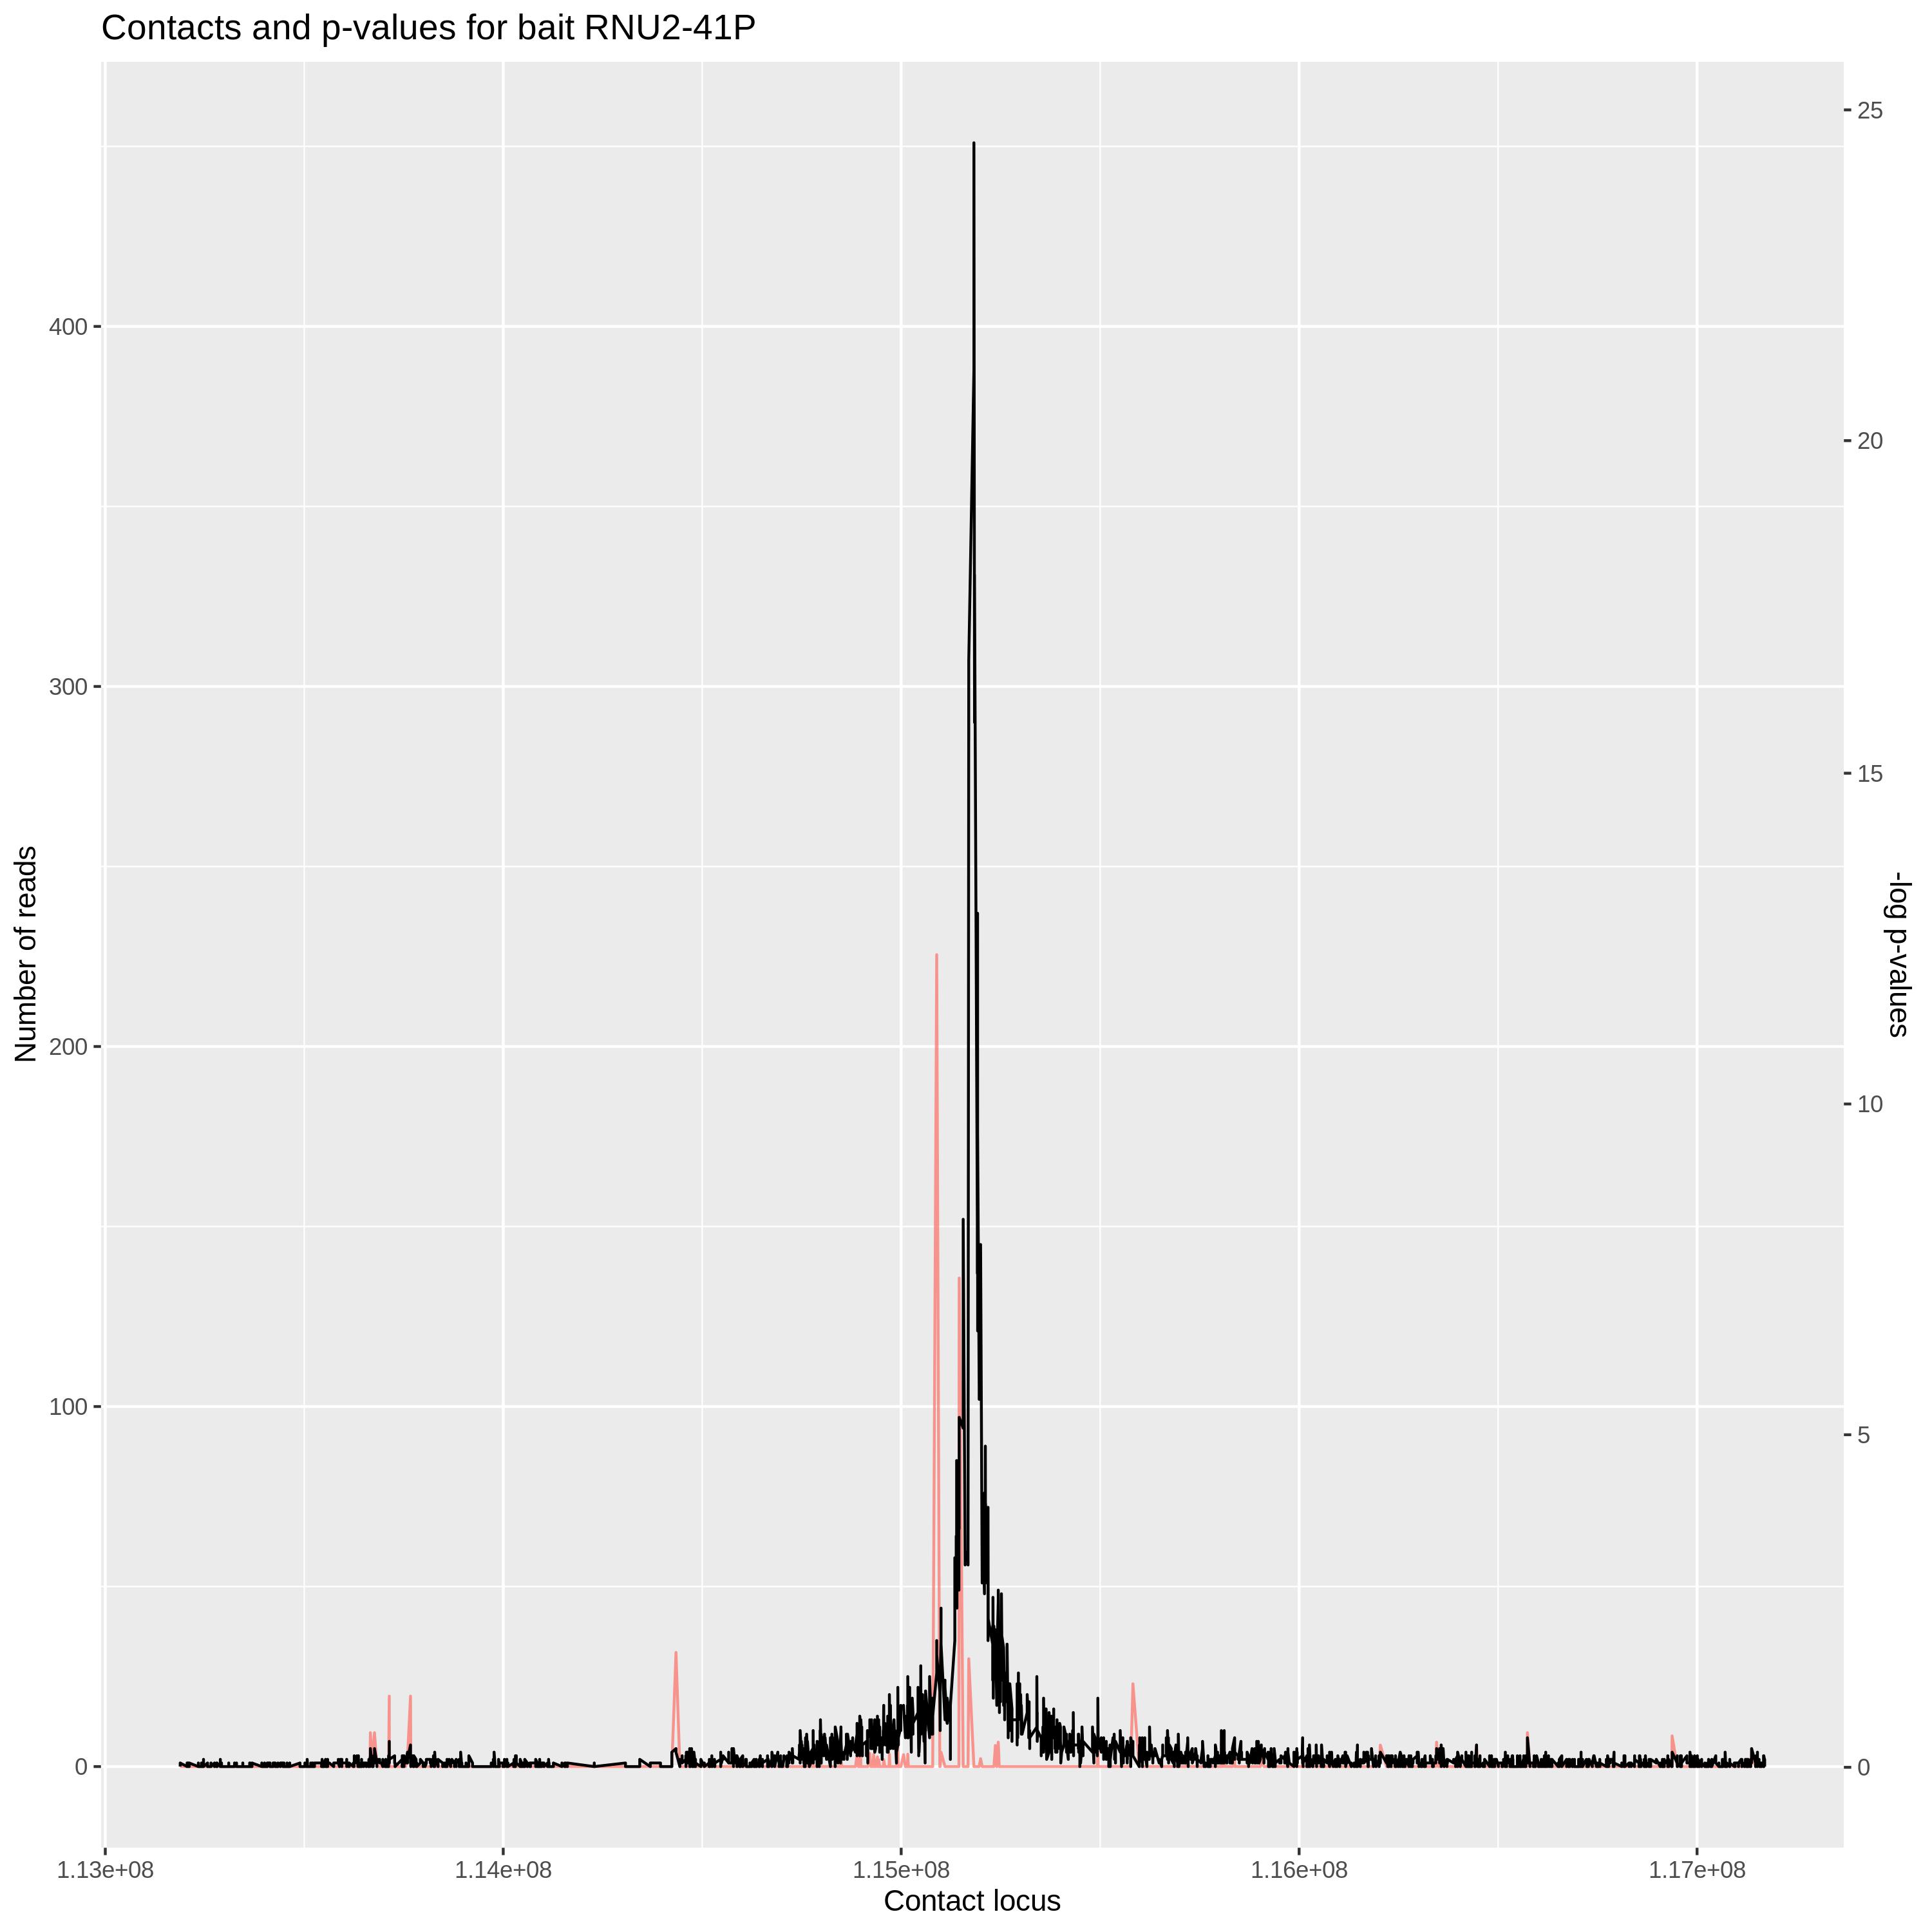 Contacts and p-values for bait RNU2-41P
Number of reads
400
300
200
100
0
25
20
15
10
5
0
-log p-values
1.13e+08
1.14e+08
1.15e+08
1.16e+08
1.17e+08
Contact locus